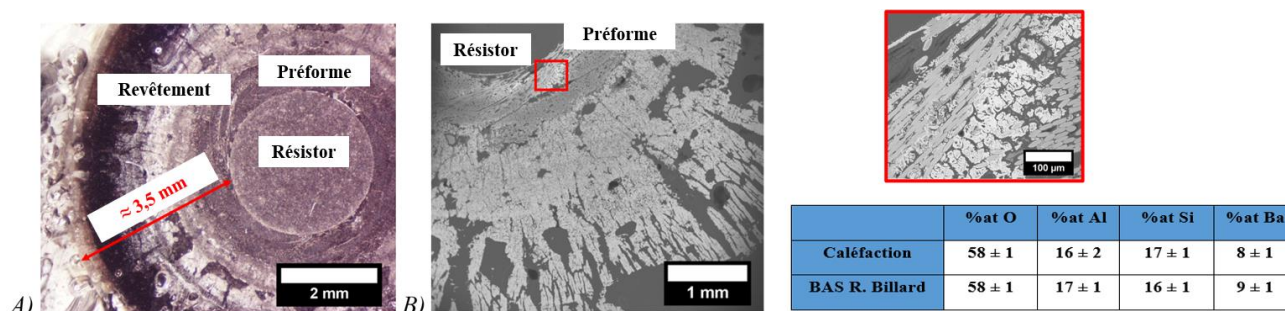 Revêtement
Préforme
Résistor
≈ 3,5 mm
2 mm
A)
Résistor
Préforme
1 mm
B)
100 µm
%at O %at Al %at Si %at Ba
Caléfaction 58 ± 1 16 ± 2 17 ± 1 8 ± 1
BAS R. Billard 58 ± 1 17 ± 1 16 ± 1 9 ± 1